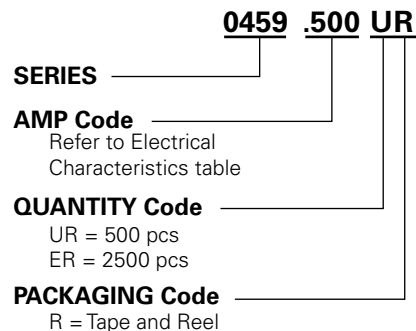 0459 .500 UR
SERIES
AMP Code
Refer to Electrical
Characteristics table
QUANTITY Code
UR = 500 pcs
ER = 2500 pcs
PACKAGING Code
R = Tape and Reel